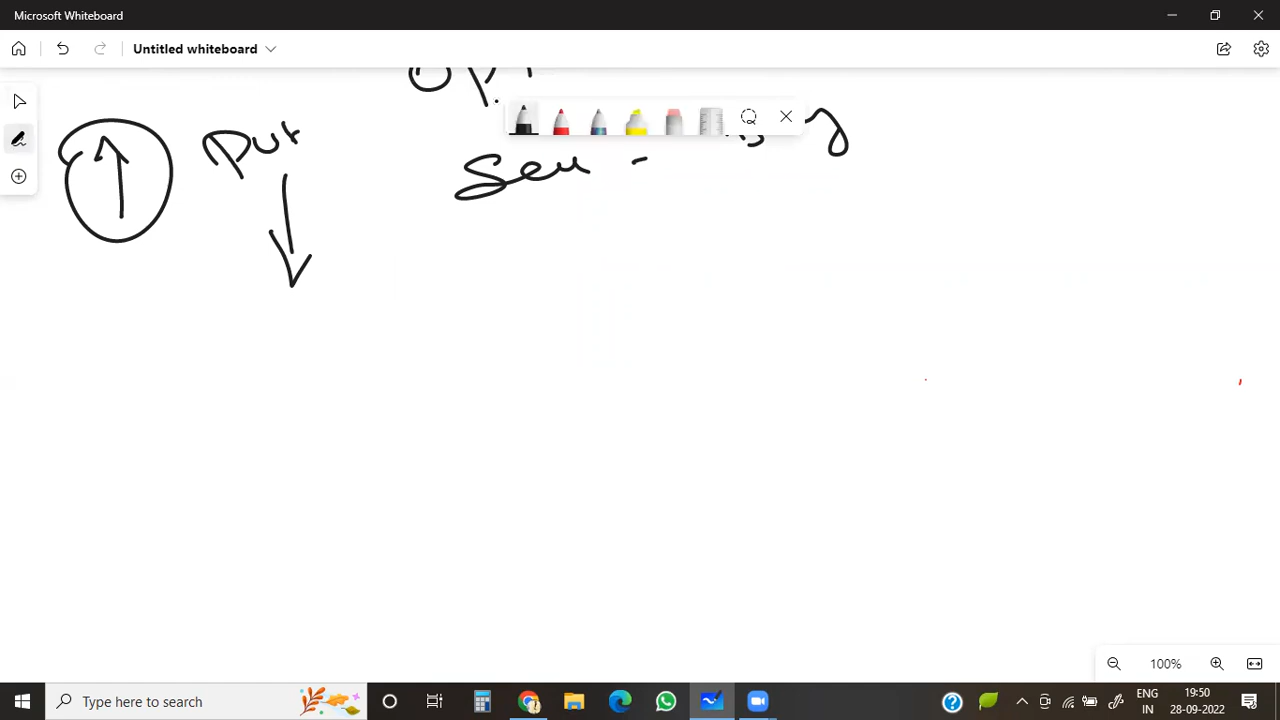 Microsoft Whiteboard
Untitled whiteboard
Put
Sell -
100%
Type here to search
ENG
IN
19:50
28-09-2022